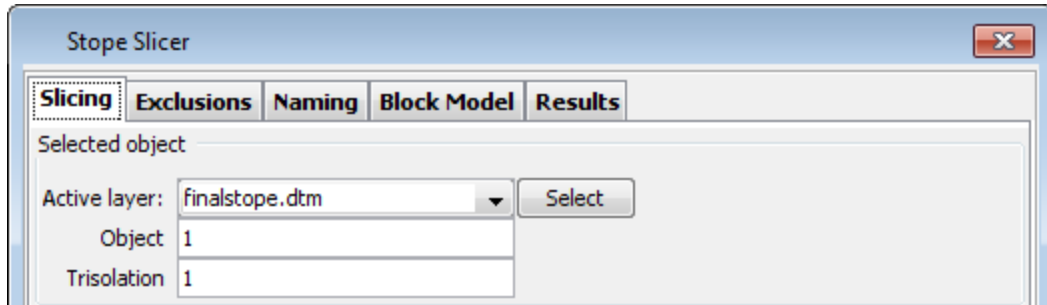 Stope Slicer
Slicing Exclusions Naming Block Model Results
Selected object
Active layer: finalstope.dtm Select
Object 1
Trisolation 1